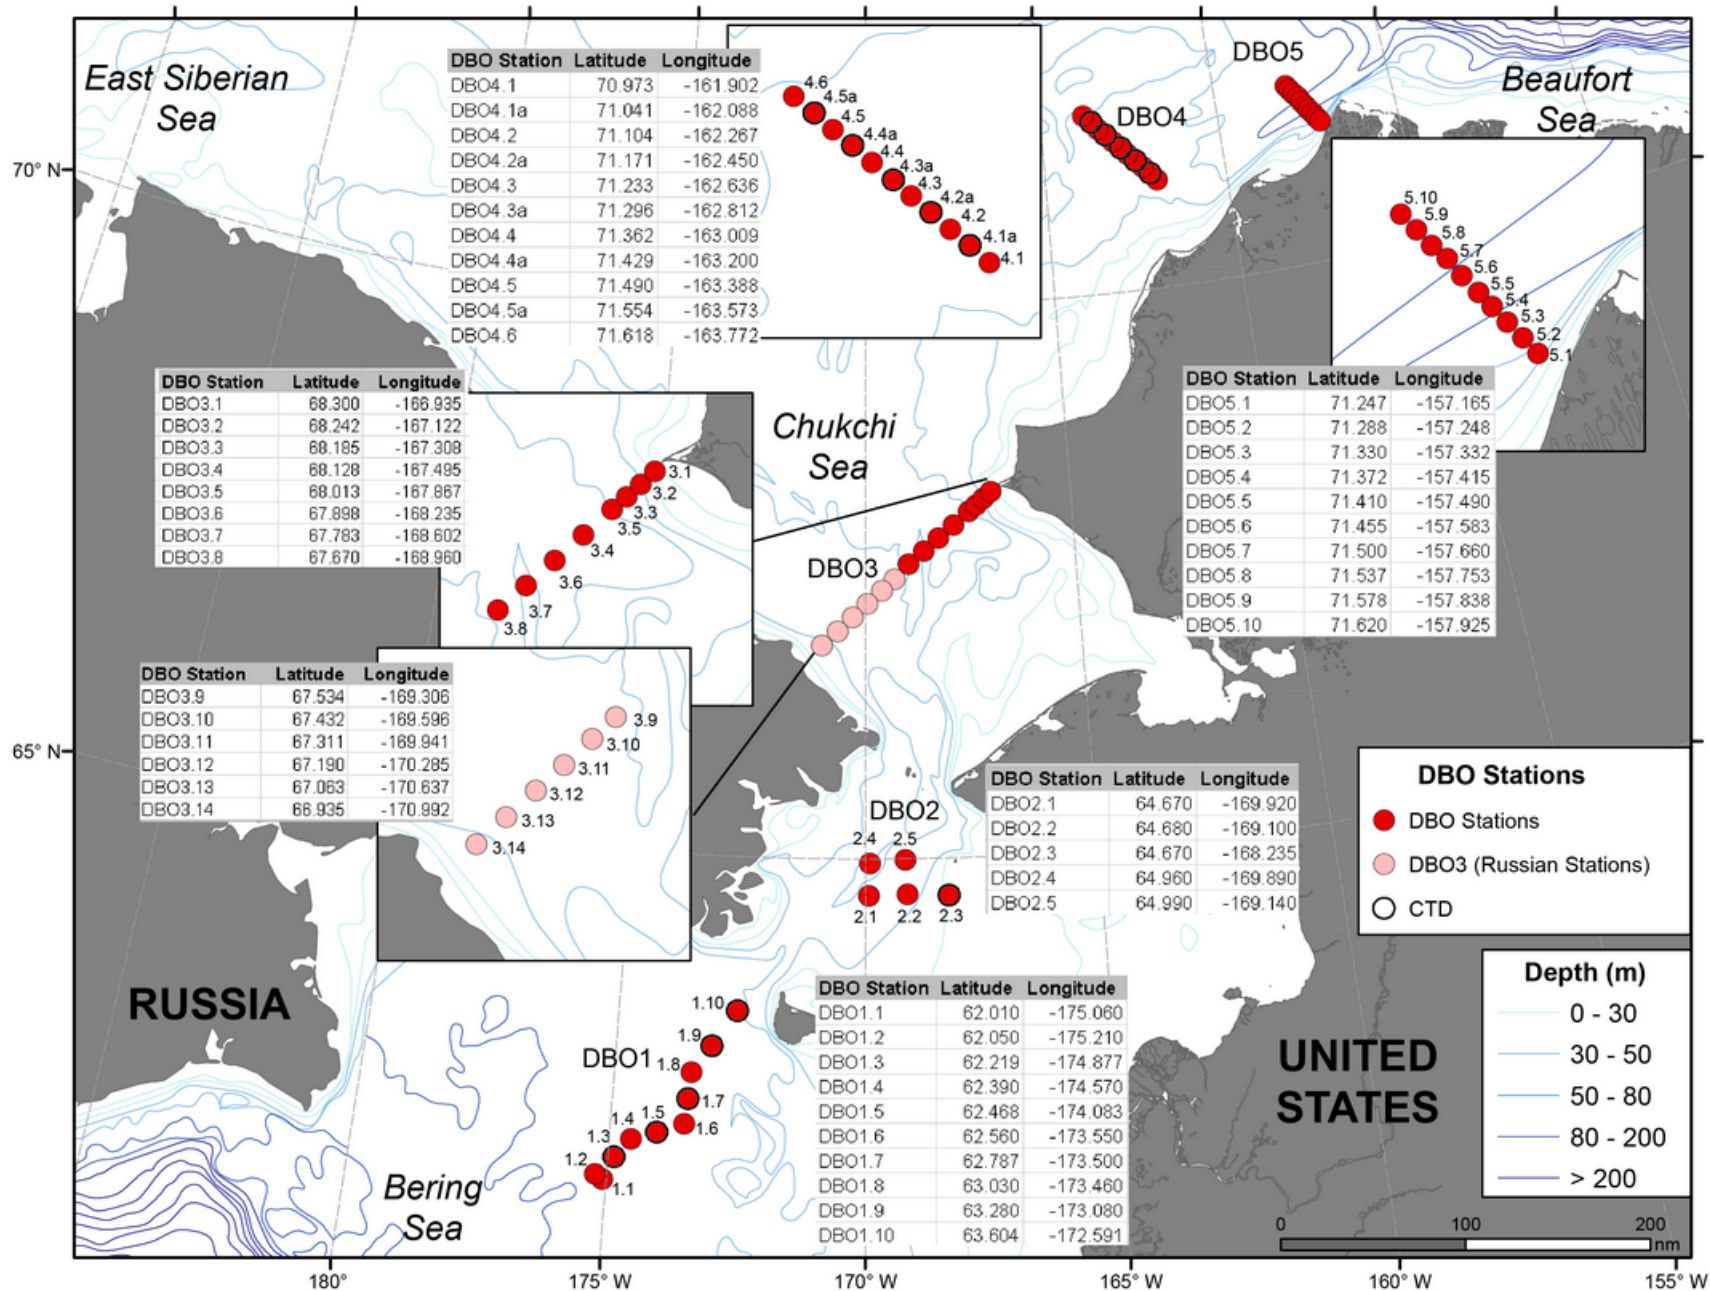 East Siberian
Sea
DBO Station Latitude Longitude
DBO4.1 70.973 -161.902
DBO4.1a 71.041 -162.088
DBO4.2 71.104 -162.267
DBO4.2a 71.171 -162.450
DBO4.3 71.233 -162.636
DBO4.3a 71.296 -162.812
DBO4.4 71.362 -163.009
DBO4.4a 71.429 -163.200
DBO4.5 71.490 -163.388
DBO4.5a 71.554 -163.573
DBO4.6 71.618 -163.772
4.6
4.5a
4.5
4.4a
4.4
4.3a
4.3
4.2a
4.2
4.1a
4.1
DBO4
DBO5
Beaufort
Sea
5.10
5.9
5.8
5.7
5.6
5.5
5.4
5.3
5.2
5.1
70° N
DBO Station Latitude Longitude
DBO3.1 68.300 -166.935
DBO3.2 68.242 -167.122
DBO3.3 68.185 -167.308
DBO3.4 68.128 -167.495
DBO3.5 68.013 -167.867
DBO3.6 67.898 -168.235
DBO3.7 67.783 -168.602
DBO3.8 67.670 -168.960
3.1
3.2
3.3
3.5
3.4
3.6
3.7
3.8
Chukchi
Sea
DBO3
DBO Station Latitude Longitude
DBO5.1 71.247 -157.165
DBO5.2 71.288 -157.248
DBO5.3 71.330 -157.332
DBO5.4 71.372 -157.415
DBO5.5 71.410 -157.490
DBO5.6 71.455 -157.583
DBO5.7 71.500 -157.660
DBO5.8 71.537 -157.753
DBO5.9 71.578 -157.838
DBO5.10 71.620 -157.925
DBO Station Latitude Longitude
DBO3.9 67.534 -169.306
DBO3.10 67.432 -169.596
DBO3.11 67.311 -169.941
DBO3.12 67.190 -170.285
DBO3.13 67.063 -170.637
DBO3.14 66.935 -170.992
3.9
3.10
3.11
3.12
3.13
3.14
65° N
DBO2
2.4 2.5
2.1 2.2 2.3
DBO Station Latitude Longitude
DBO2.1 64.670 -169.920
DBO2.2 64.680 -169.100
DBO2.3 64.670 -168.235
DBO2.4 64.960 -169.890
DBO2.5 64.990 -169.140
DBO Stations
DBO Stations
DBO3 (Russian Stations)
CTD
RUSSIA
DBO1
1.10
1.9
1.8
1.7
1.6
1.5
1.4
1.3
1.2
1.1
Bering
Sea
DBO Station Latitude Longitude
DBO1.1 62.010 -175.060
DBO1.2 62.050 -175.210
DBO1.3 62.219 -174.877
DBO1.4 62.390 -174.570
DBO1.5 62.468 -174.083
DBO1.6 62.560 -173.550
DBO1.7 62.787 -173.500
DBO1.8 63.030 -173.460
DBO1.9 63.280 -173.080
DBO1.10 63.604 -172.591
UNITED
STATES
Depth (m)
0 - 30
30 - 50
50 - 80
80 - 200
> 200
0 100 200
nm
180° 175° W 170° W 165° W 160° W 155° W